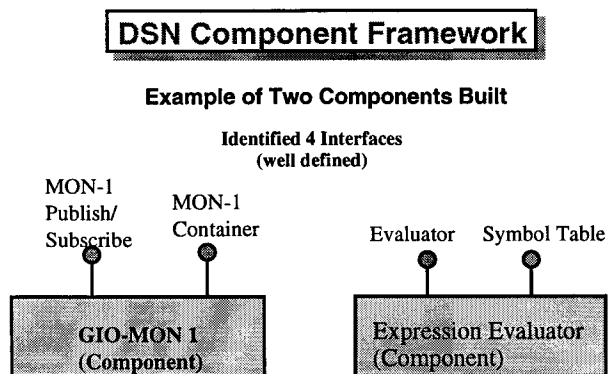 DSN Component Framework
Example of Two Components Built
Identified 4 Interfaces
(well defined)
MON-1
Publish/
Subscribe
MON-1
Container
Evaluator
Symbol Table
GIO-MON 1
(Component)
Expression Evaluator
(Component)